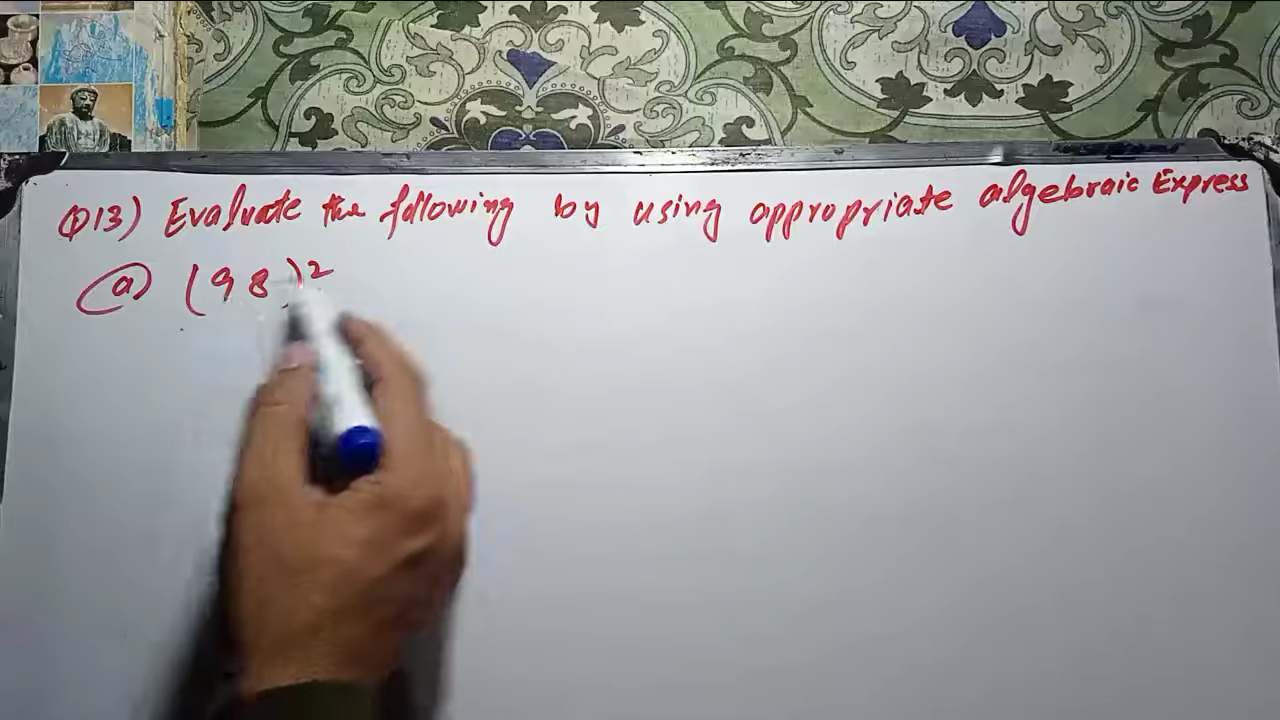 Q13) Evaluate the following by using appropriate algebraic Express
(a) (98)²